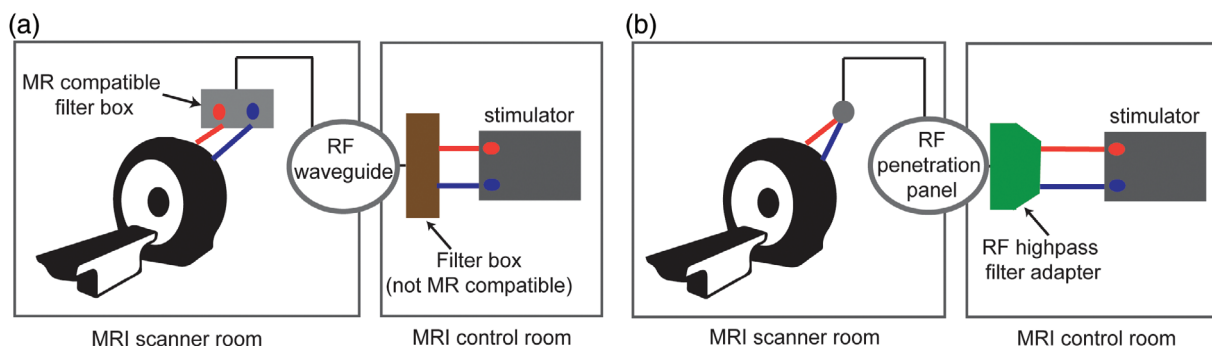 (a)
MR compatible
filter box
RF
waveguide
stimulator
Filter box
(not MR compatible)
MRI scanner room
MRI control room
(b)
RF
penetration
panel
stimulator
RF highpass
filter adapter
MRI scanner room
MRI control room